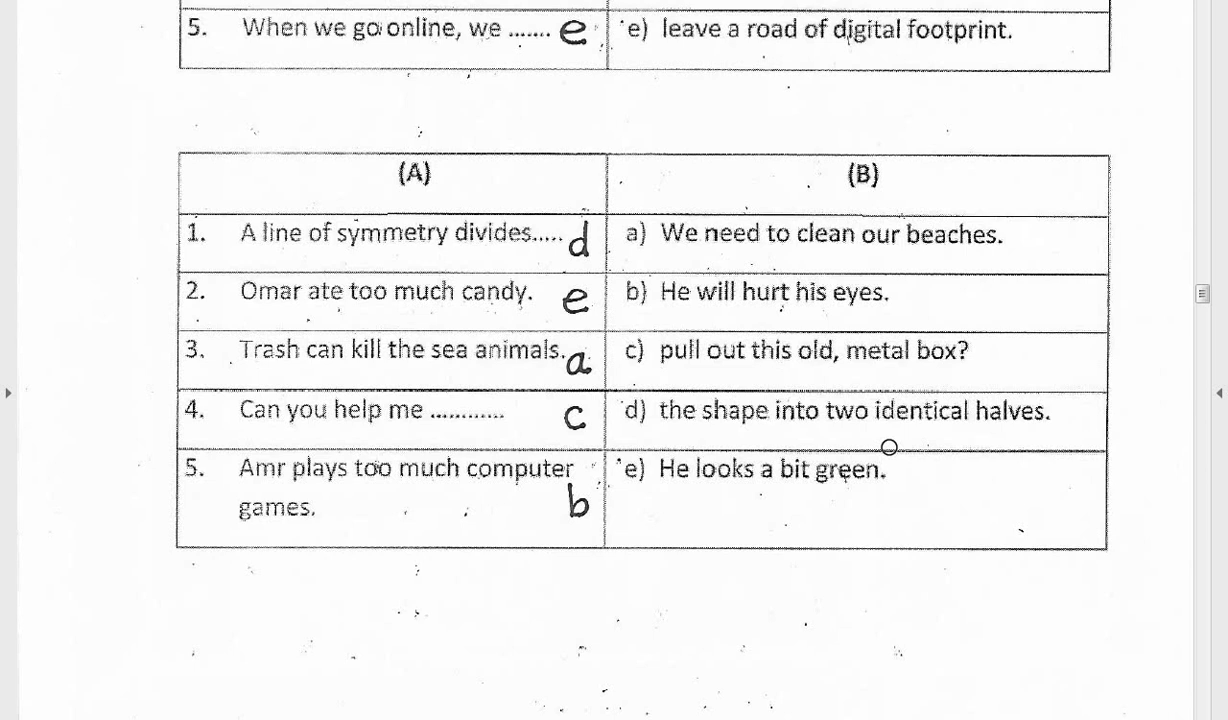 5. When we go online, we ....... e
e) leave a road of digital footprint.
(A)
(B)
1. A line of symmetry divides..... d
a) We need to clean our beaches.
2. Omar ate too much candy. e
b) He will hurt his eyes.
3. Trash can kill the sea animals. a
c) pull out this old, metal box?
4. Can you help me ............ c
d) the shape into two identical halves.
5. Amr plays too much computer
games. b
e) He looks a bit green.